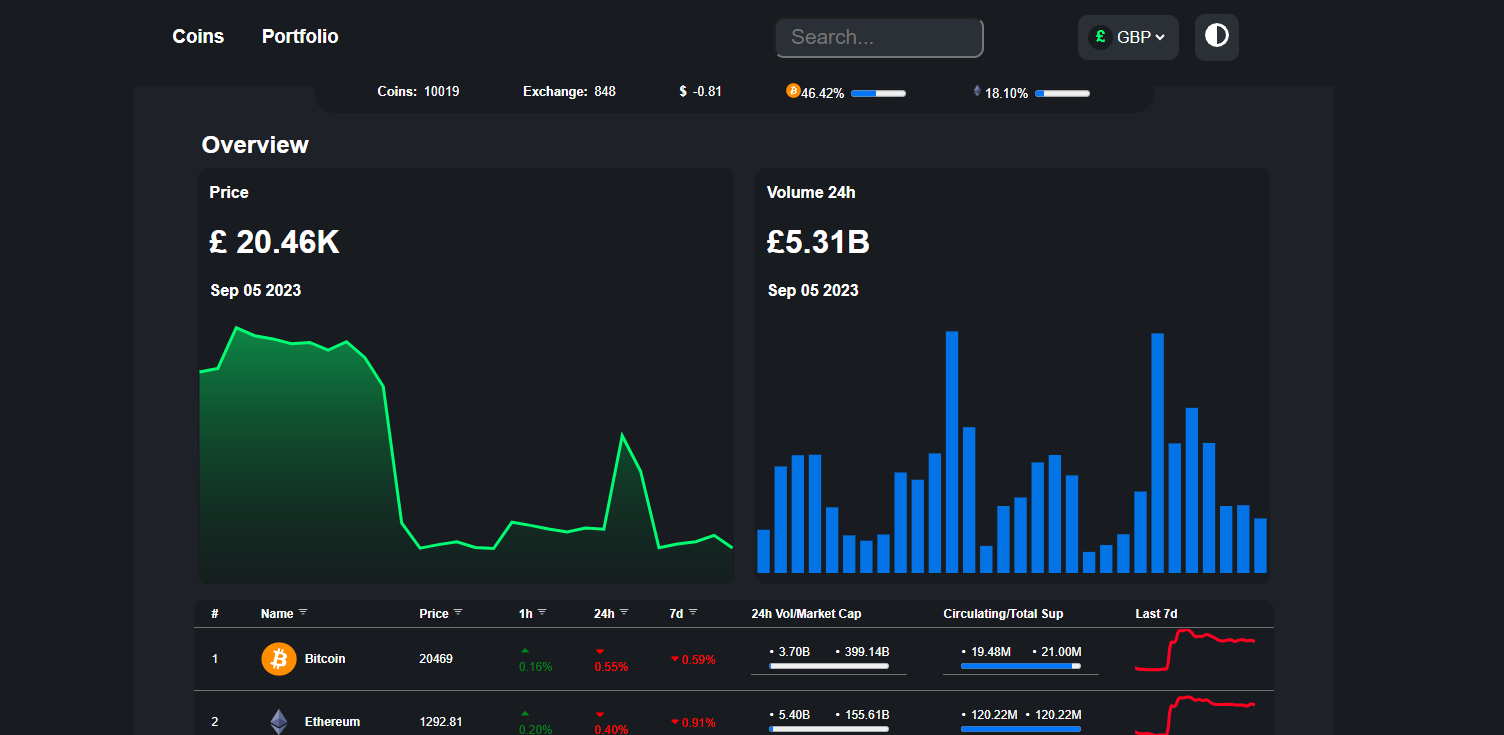 Coins Portfolio Search... £ GBP
Coins: 10019 Exchange: 848 $ -0.81 46.42% 18.10%
Overview
Price
£ 20.46K
Sep 05 2023
Volume 24h
£5.31B
Sep 05 2023
# Name Price 1h 24h 7d 24h Vol/Market Cap Circulating/Total Sup Last 7d
1 Bitcoin 20469 0.16% 0.55% 0.59% • 3.70B • 399.14B • 19.48M • 21.00M
2 Ethereum 1292.81 0.20% 0.40% 0.91% • 5.40B • 155.61B • 120.22M • 120.22M